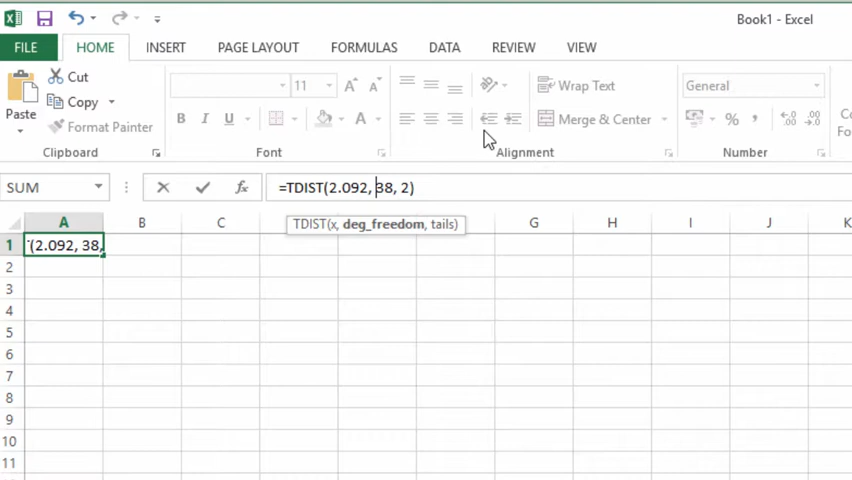 Book1 - Excel
FILE HOME INSERT PAGE LAYOUT FORMULAS DATA REVIEW VIEW
Cut
Copy
Format Painter
Paste
11 A A
B I U A
Wrap Text
Merge & Center
General
% , .00 .0
Clipboard Font Alignment Number
SUM fx =TDIST(2.092, 38, 2)
TDIST(x, deg_freedom, tails)
A B C G H I J K
1 (2.092, 38,
2
3
4
5
6
7
8
9
10
11